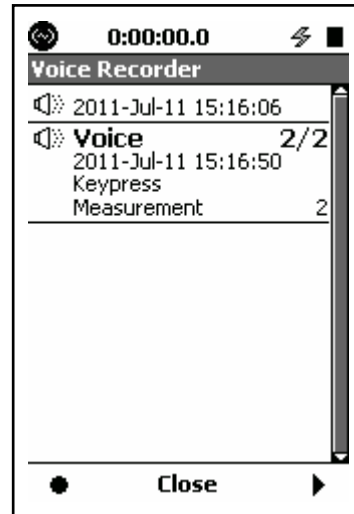 0:00:00.0
Voice Recorder
2011-Jul-11 15:16:06
Voice 2/2
2011-Jul-11 15:16:50
Keypress
Measurement 2
Close